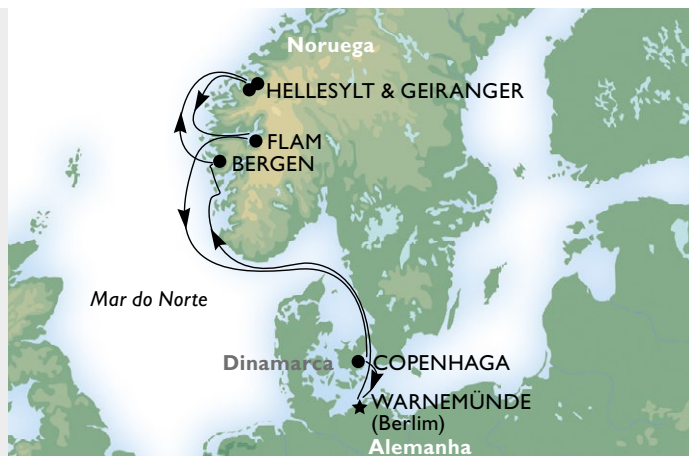 Noruega
HELLESYLT & GEIRANGER
FLAM
BERGEN
Mar do Norte
Dinamarca
COPENHAGA
WARNEMÜNDE
(Berlim)
Alemanha